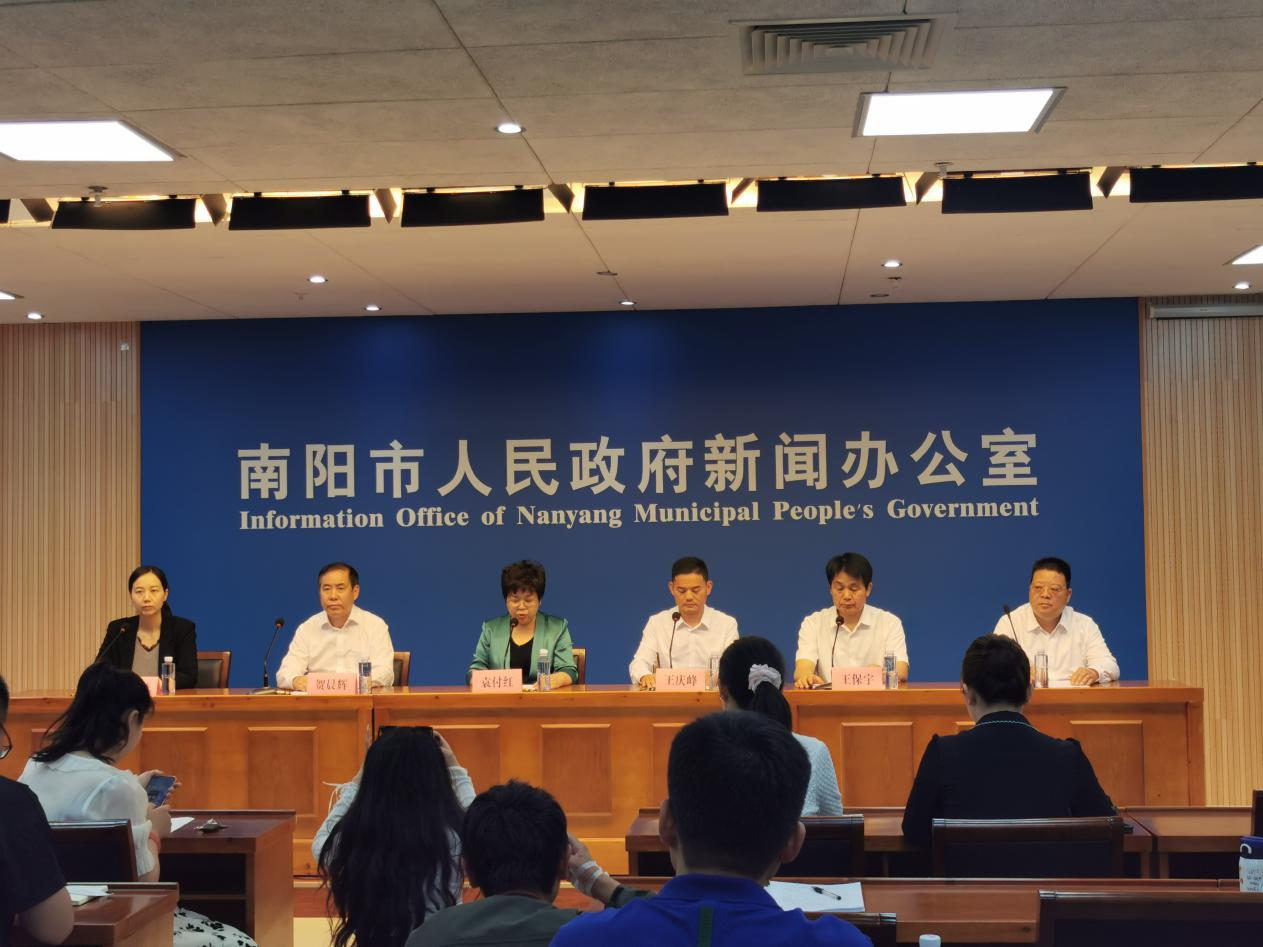 南阳市人民政府新闻办公室
Information Office of Nanyang Municipal People's Government
贺晨辉
袁付红
王庆峰
王保宇